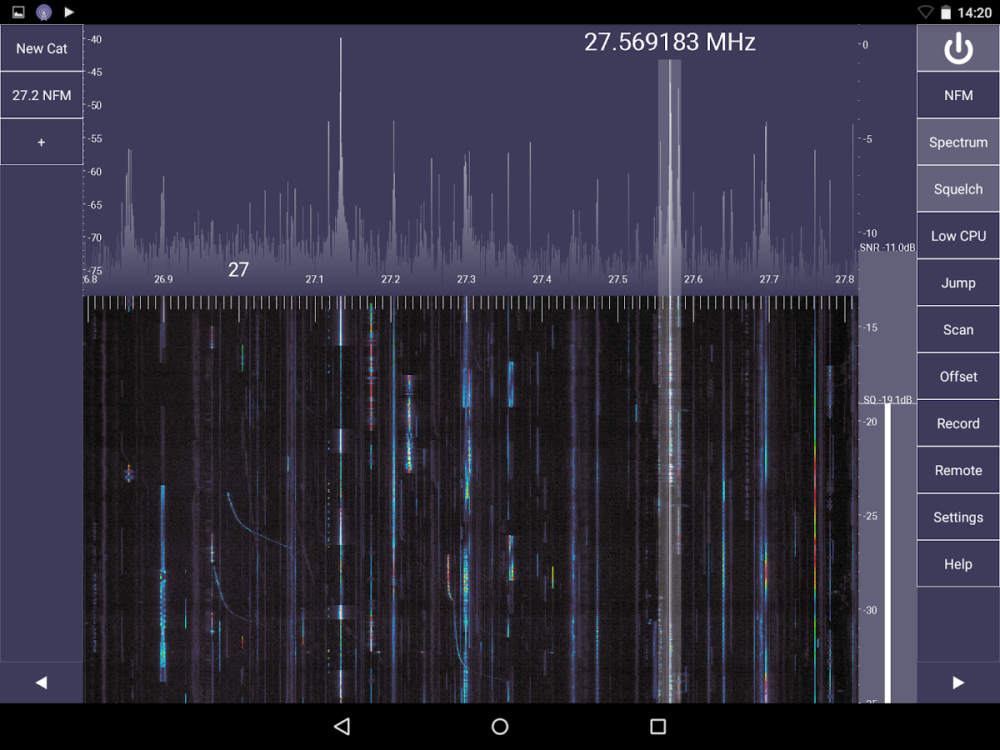 14:20
New Cat
27.2 NFM
+
27.569183 MHz
-40
-45
-50
-55
-60
-65
-70
-75
6.8 26.9 27 27.1 27.2 27.3 27.4 27.5 27.6 27.7 27.8
0
-5
-10
SNR -11.0dB
-15
SQ -19.1dB
-20
-25
-30
NFM
Spectrum
Squelch
Low CPU
Jump
Scan
Offset
Record
Remote
Settings
Help